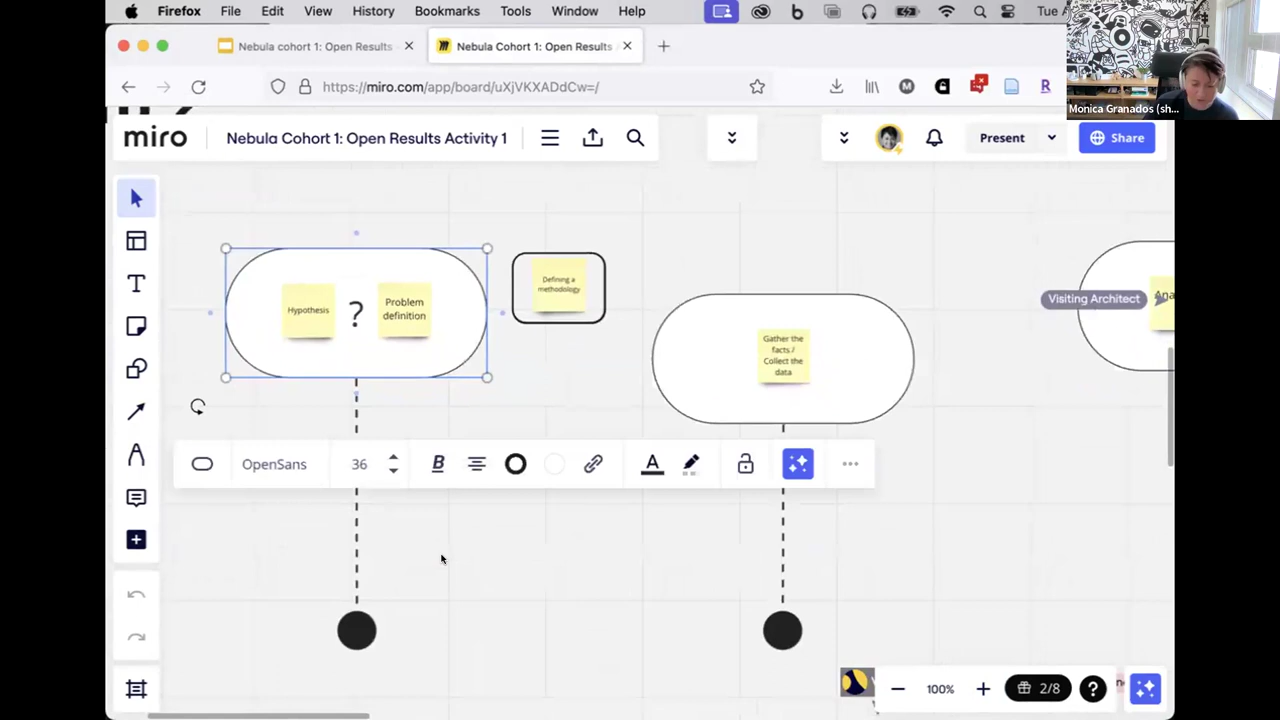 Firefox File Edit View History Bookmarks Tools Window Help Tue
Monica Granados (sh...
Nebula cohort 1: Open Results
Nebula Cohort 1: Open Results
https://miro.com/app/board/uXjVKXADdCw=/
miro Nebula Cohort 1: Open Results Activity 1
Present
Share
Hypothesis
?
Problem
definition
Defining a
methodology
Gather the
facts /
Collect the
data
Visiting Architect
OpenSans 36 B A
100%
2/8
?